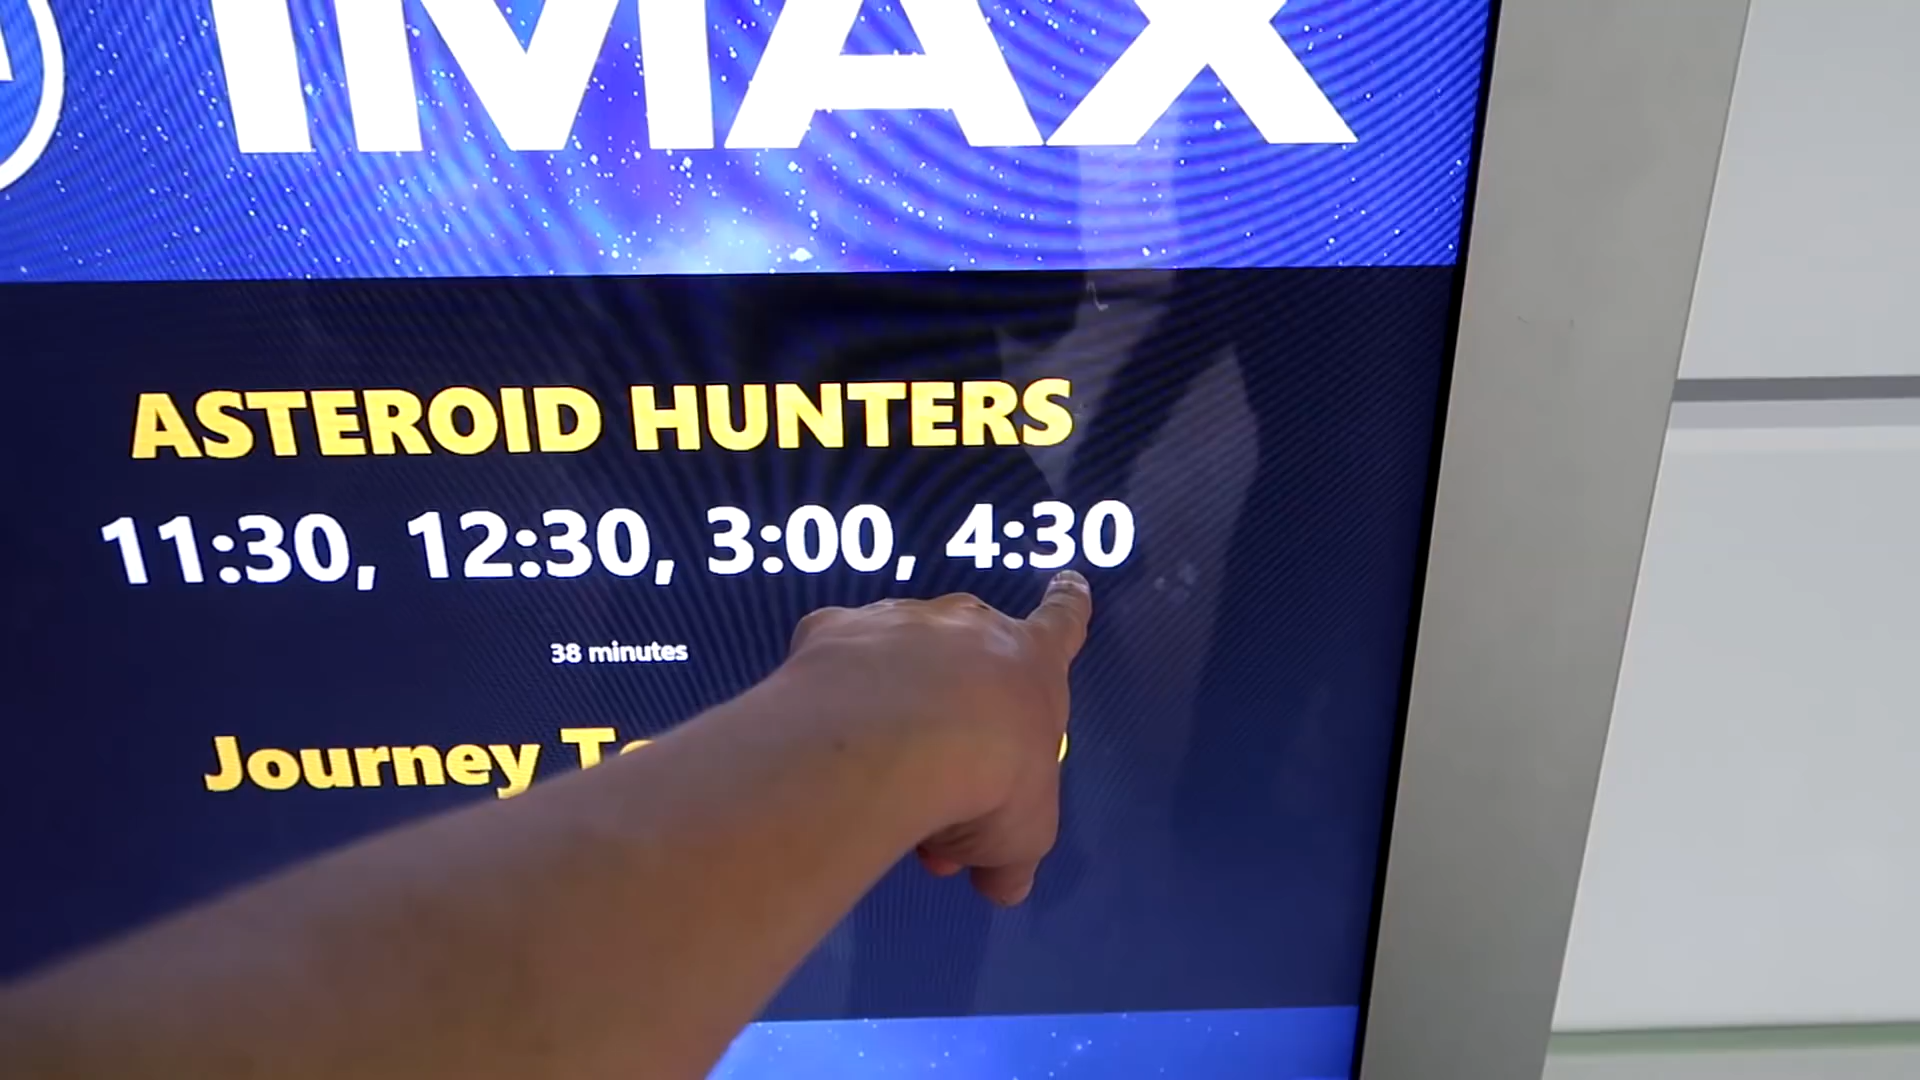 IMAX
ASTEROID HUNTERS
11:30, 12:30, 3:00, 4:30
38 minutes
Journey